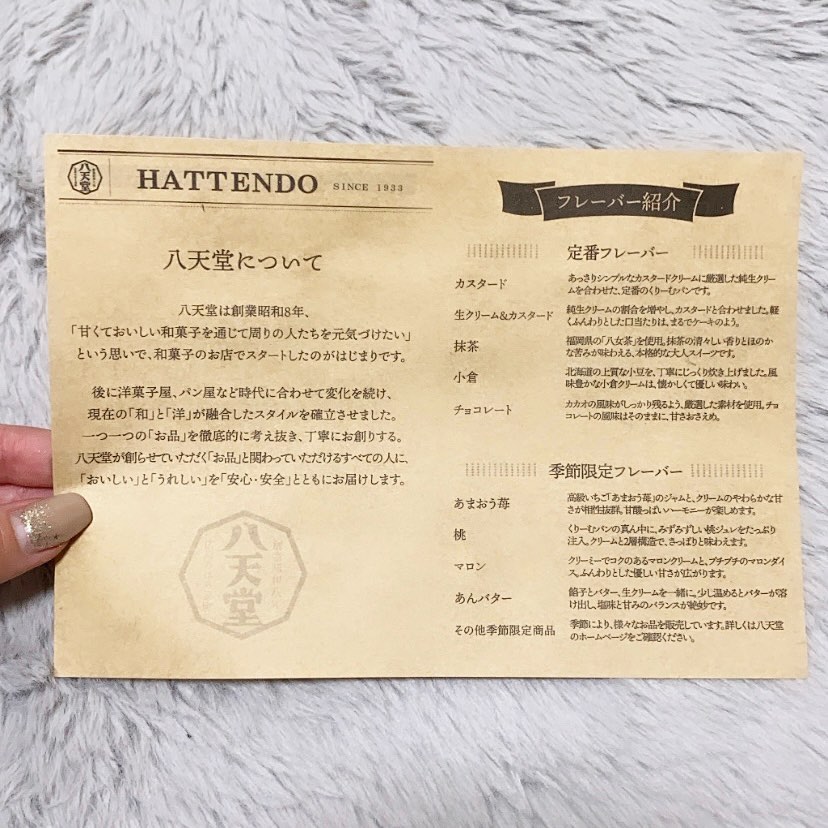 八天堂
HATTENDO SINCE 1933
八天堂について
八天堂は創業昭和8年、
「甘くておいしい和菓子を通じて周りの人たちを元気づけたい」
という思いで、和菓子のお店でスタートしたのがはじまりです。
後に洋菓子屋、パン屋など時代に合わせて変化を続け、
現在の「和」と「洋」が融合したスタイルを確立させました。
一つ一つの「お品」を徹底的に考え抜き、丁寧にお創りする。
八天堂が創らせていただく「お品」と関わっていただけるすべての人に、
「おいしい」と「うれしい」を「安心・安全」とともにお届けします。
八天堂
フレーバー紹介
定番フレーバー
カスタード
あっさりシンプルなカスタードクリームに厳選した純生クリー
ムを合わせた、定番のくりーむパンです。
生クリーム&カスタード
純生クリームの割合を増やし、カスタードと合わせました。軽
くふんわりとした口当たりは、まるでケーキのよう。
抹茶
福岡県の「八女茶」を使用。抹茶の清々しい香りとほのか
な苦みが味わえる、本格的な大人スイーツです。
小倉
北海道の上質な小豆を、丁寧にじっくり炊き上げました。風
味豊かな小倉クリームは、懐かしくて優しい味わい。
チョコレート
カカオの風味がしっかり残るよう、厳選した素材を使用。チョ
コレートの風味はそのままに、甘さおさえめ。
季節限定フレーバー
あまおう苺
高級いちご「あまおう苺」のジャムと、クリームのやわらかな甘
さが相性抜群。甘酸っぱいハーモニーが楽しめます。
桃
くりーむパンの真ん中に、みずみずしい桃ジュレをたっぷり
注入。クリームと2層構造で、さっぱりと味わえます。
マロン
クリーミーでコクのあるマロンクリームと、プチプチのマロンダイ
ス。ふんわりとした優しい甘さが広がります。
あんバター
餡子とバター、生クリームを一緒に。少し温めるとバターが溶
け出し、塩味と甘みのバランスが絶妙です。
その他季節限定商品
季節により、様々なお品を販売しています。詳しくは八天堂
のホームページをご確認ください。